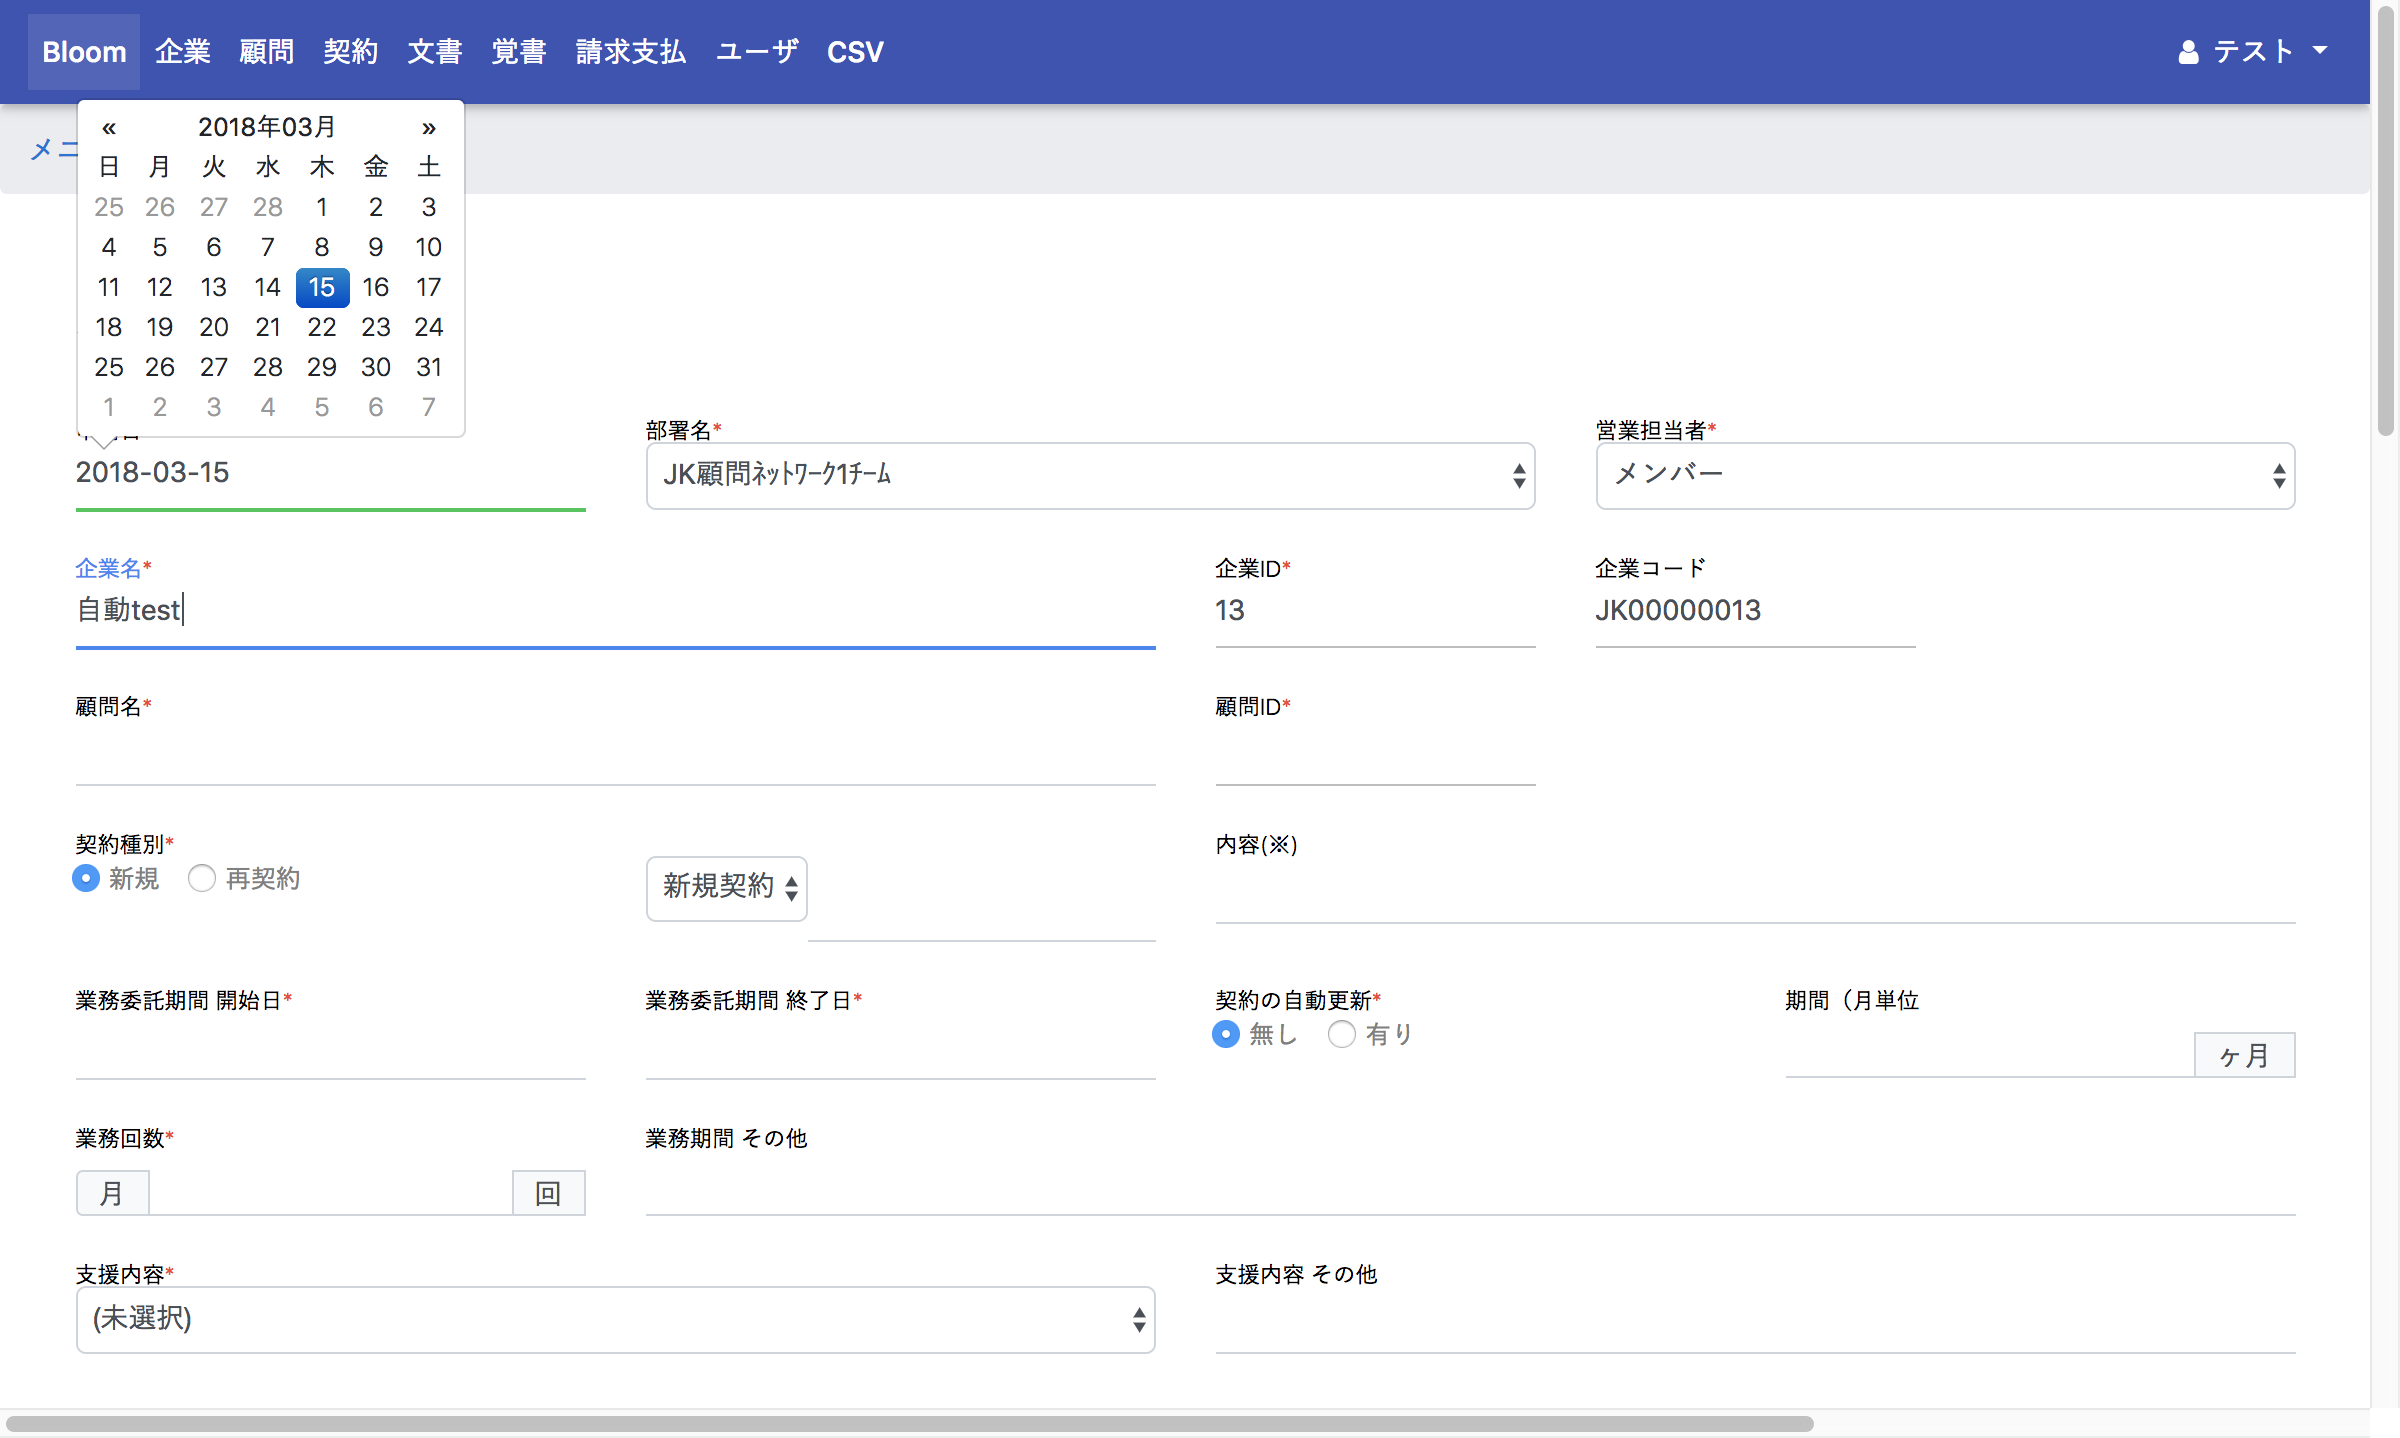 Bloom 企業 顧問 契約 文書 覚書 請求支払 ユーザ CSV テスト
« 2018年03月 »
メニ
日 月 火 水 木 金 土
25 26 27 28 1 2 3
4 5 6 7 8 9 10
11 12 13 14 15 16 17
18 19 20 21 22 23 24
25 26 27 28 29 30 31
1 2 3 4 5 6 7
部署名* 営業担当者*
2018-03-15 JK顧問ﾈｯﾄﾜｰｸ1ﾁｰﾑ メンバー
企業名* 企業ID* 企業コード
自動test 13 JK00000013
顧問名* 顧問ID*
契約種別* 内容(※)
新規 再契約 新規契約
業務委託期間 開始日* 業務委託期間 終了日* 契約の自動更新* 期間（月単位
無し 有り ヶ月
業務回数* 業務期間 その他
月 回
支援内容* 支援内容 その他
(未選択)